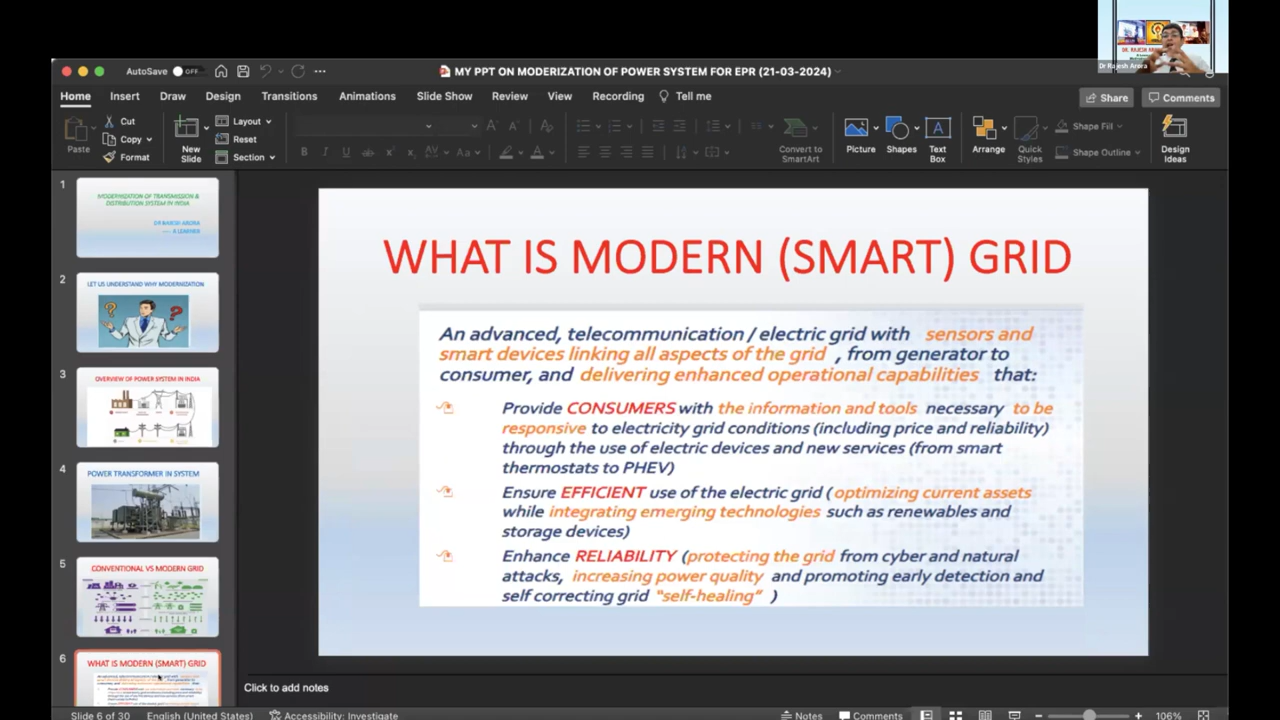 DR. RAJESH
Dr Rajesh Arora
AutoSave OFF
MY PPT ON MODERIZATION OF POWER SYSTEM FOR EPR (21-03-2024)
Home Insert Draw Design Transitions Animations Slide Show Review View Recording Tell me
Share Comments
Paste
Cut
Copy
Format
New
Slide
Layout
Reset
Section
Convert to
SmartArt
Picture
Shapes
Text
Box
Arrange
Quick
Styles
Shape Fill
Shape Outline
Design
Ideas
1
MODERNIZATION OF TRANSMISSION &
DISTRIBUTION SYSTEM IN INDIA
DR RAJESH ARORA
A LEARNER
2
LET US UNDERSTAND WHY MODERNIZATION
3
OVERVIEW OF POWER SYSTEM IN INDIA
4
POWER TRANSFORMER IN SYSTEM
5
CONVENTIONAL VS MODERN GRID
6
WHAT IS MODERN (SMART) GRID
WHAT IS MODERN (SMART) GRID
An advanced, telecommunication / electric grid with sensors and
smart devices linking all aspects of the grid , from generator to
consumer, and delivering enhanced operational capabilities that:
Provide CONSUMERS with the information and tools necessary to be
responsive to electricity grid conditions (including price and reliability)
through the use of electric devices and new services (from smart
thermostats to PHEV)
Ensure EFFICIENT use of the electric grid ( optimizing current assets
while integrating emerging technologies such as renewables and
storage devices)
Enhance RELIABILITY (protecting the grid from cyber and natural
attacks, increasing power quality and promoting early detection and
self correcting grid "self-healing" )
Click to add notes
Slide 6 of 30 English (United States) Accessibility: Investigate Notes Comments 106%